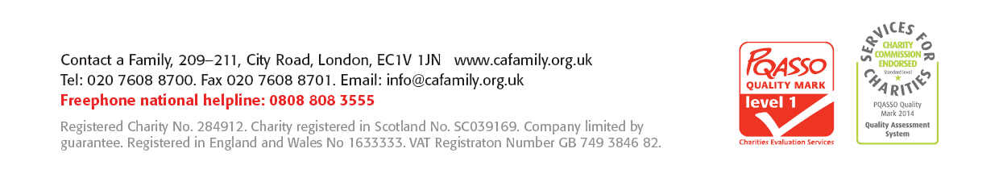 Contact a Family, 209–211, City Road, London, EC1V 1JN www.cafamily.org.uk
Tel: 020 7608 8700. Fax 020 7608 8701. Email: info@cafamily.org.uk
Freephone national helpline: 0808 808 3555
Registered Charity No. 284912. Charity registered in Scotland No. SC039169. Company limited by
guarantee. Registered in England and Wales No 1633333. VAT Registraton Number GB 749 3846 82.
PQASSO
QUALITY MARK
level 1
Charities Evaluation Services
SERVICES FOR
CHARITY
COMMISSION
ENDORSED
Standard level
CHARITIES
PQASSO Quality
Mark 2014
Quality Assessment
System